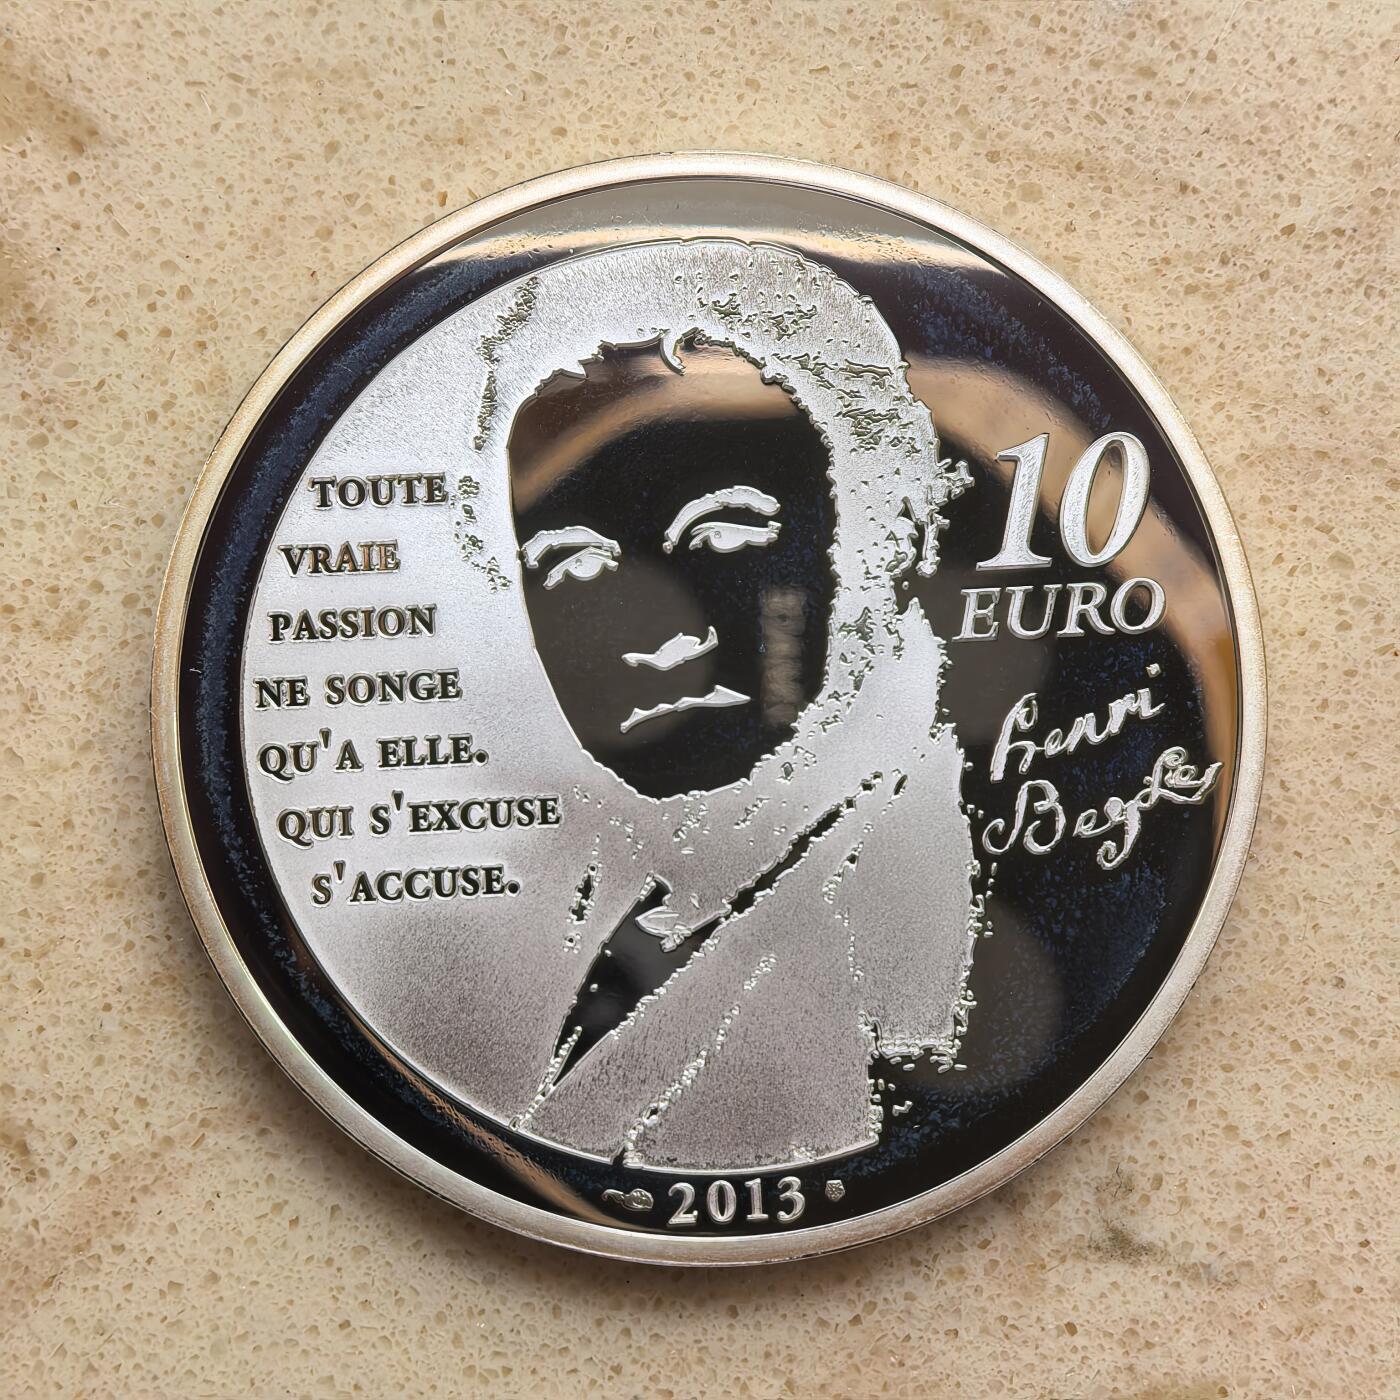 TOUTE
VRAIE
PASSION
NE SONGE
QU'A ELLE.
QUI S'EXCUSE
S'ACCUSE.
10
EURO
Henri
Beyle
2013